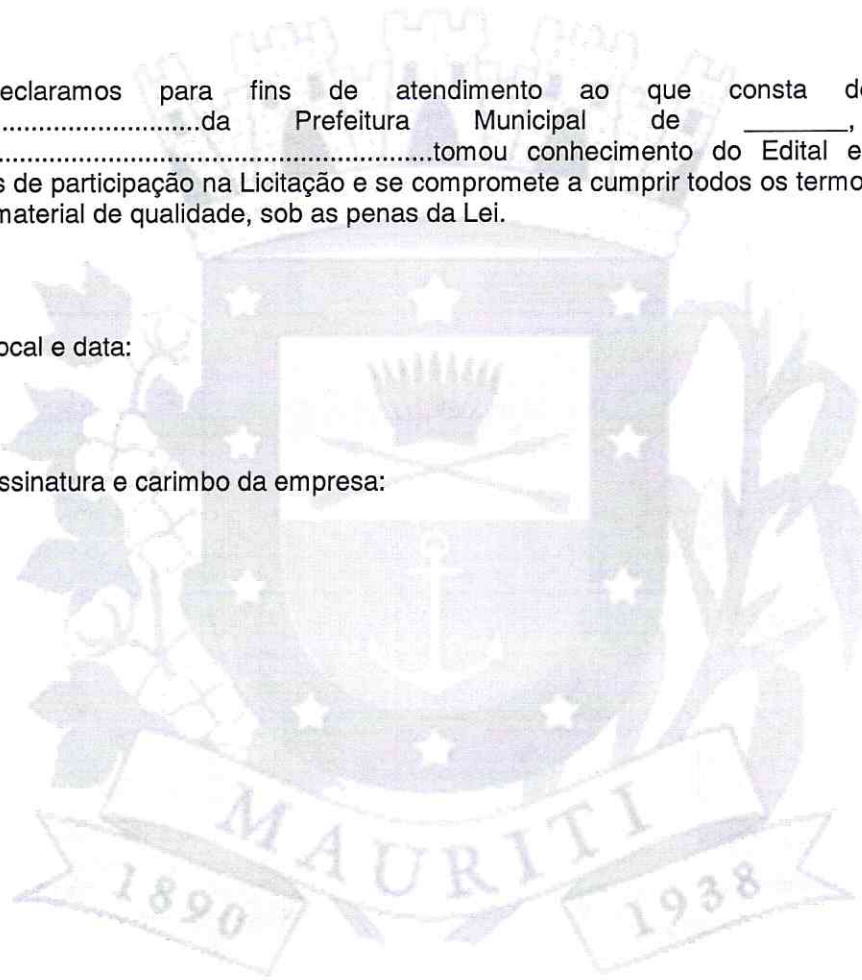 eclaramos para fins de atendimento ao que consta d
..............................da Prefeitura Municipal de ________,
................................................................tomou conhecimento do Edital e
s de participação na Licitação e se compromete a cumprir todos os termo
material de qualidade, sob as penas da Lei.
ocal e data:
ssinatura e carimbo da empresa:
MAURITI
1890
1938